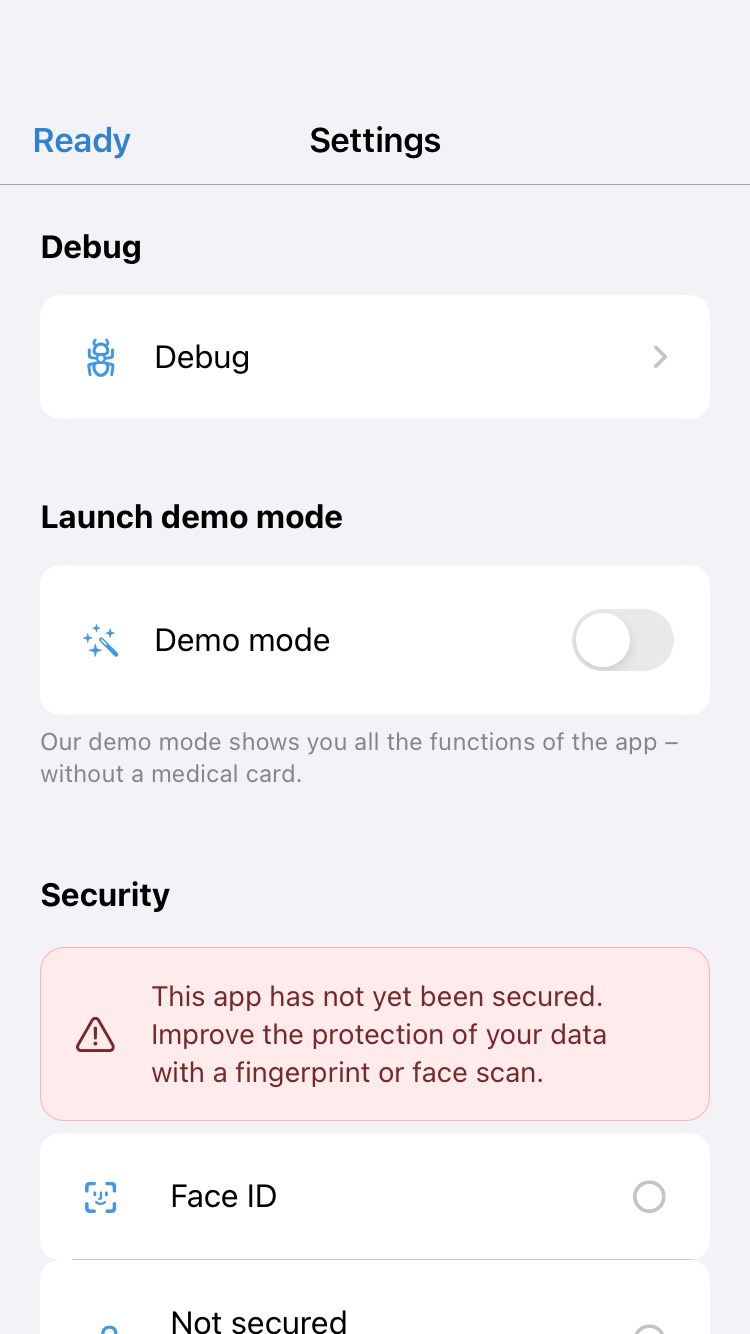 Ready
Settings
Debug
Debug
Launch demo mode
Demo mode
Our demo mode shows you all the functions of the app –
without a medical card.
Security
This app has not yet been secured.
Improve the protection of your data
with a fingerprint or face scan.
Face ID
Not secured